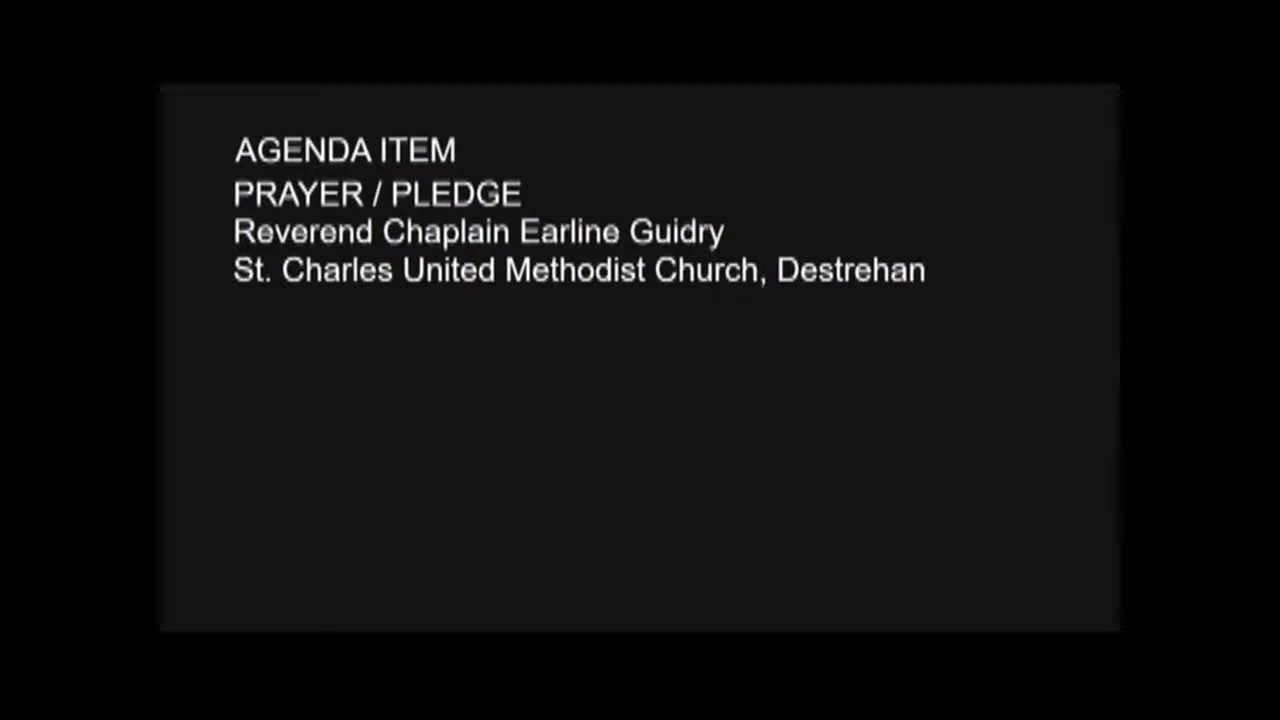 AGENDA ITEM
PRAYER / PLEDGE
Reverend Chaplain Earline Guidry
St. Charles United Methodist Church, Destrehan